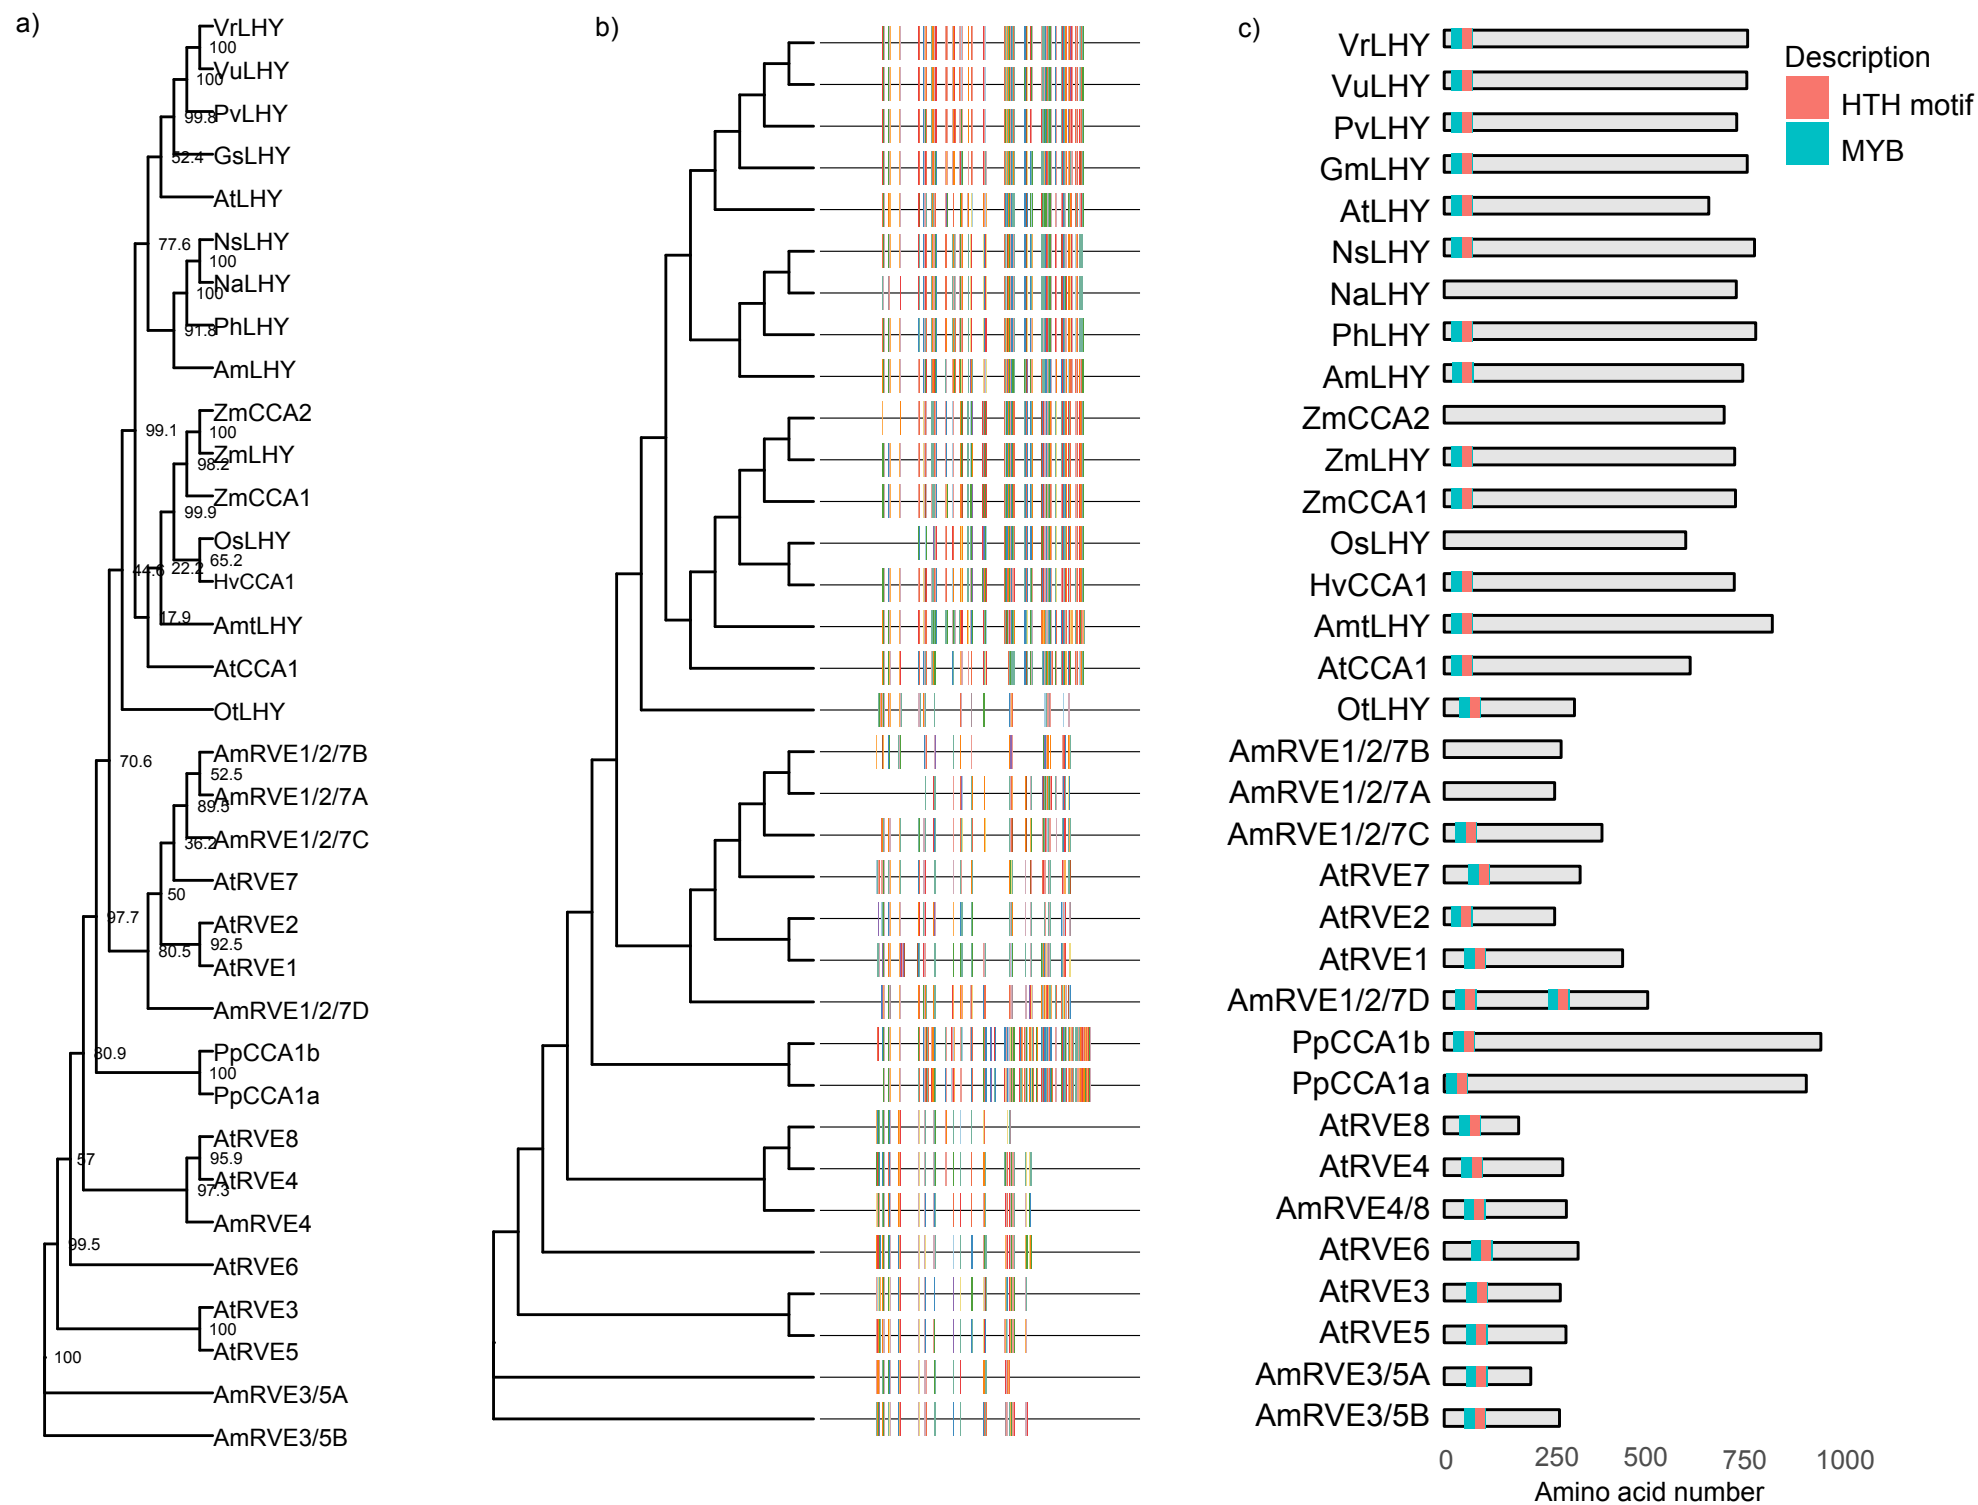 a)
VrLHY
100
VuLHY
100
PvLHY
99.8
GsLHY
52.4
AtLHY
NsLHY
77.6
100
NaLHY
100
PhLHY
91.8
AmLHY
ZmCCA2
99.1
100
ZmLHY
98.2
ZmCCA1
99.9
OsLHY
65.2
44.6
22.2
HvCCA1
17.9
AmtLHY
AtCCA1
OtLHY
AmRVE1/2/7B
70.6
52.5
AmRVE1/2/7A
89.5
AmRVE1/2/7C
36.2
AtRVE7
50
97.7
AtRVE2
92.5
80.5
AtRVE1
AmRVE1/2/7D
80.9
PpCCA1b
100
PpCCA1a
AtRVE8
57
95.9
AtRVE4
97.3
AmRVE4
99.5
AtRVE6
AtRVE3
100
AtRVE5
100
AmRVE3/5A
AmRVE3/5B
b)
c)
VrLHY
VuLHY
PvLHY
GmLHY
AtLHY
NsLHY
NaLHY
PhLHY
AmLHY
ZmCCA2
ZmLHY
ZmCCA1
OsLHY
HvCCA1
AmtLHY
AtCCA1
OtLHY
AmRVE1/2/7B
AmRVE1/2/7A
AmRVE1/2/7C
AtRVE7
AtRVE2
AtRVE1
AmRVE1/2/7D
PpCCA1b
PpCCA1a
AtRVE8
AtRVE4
AmRVE4/8
AtRVE6
AtRVE3
AtRVE5
AmRVE3/5A
AmRVE3/5B
0 250 500 750 1000
Amino acid number
Description
HTH motif
MYB